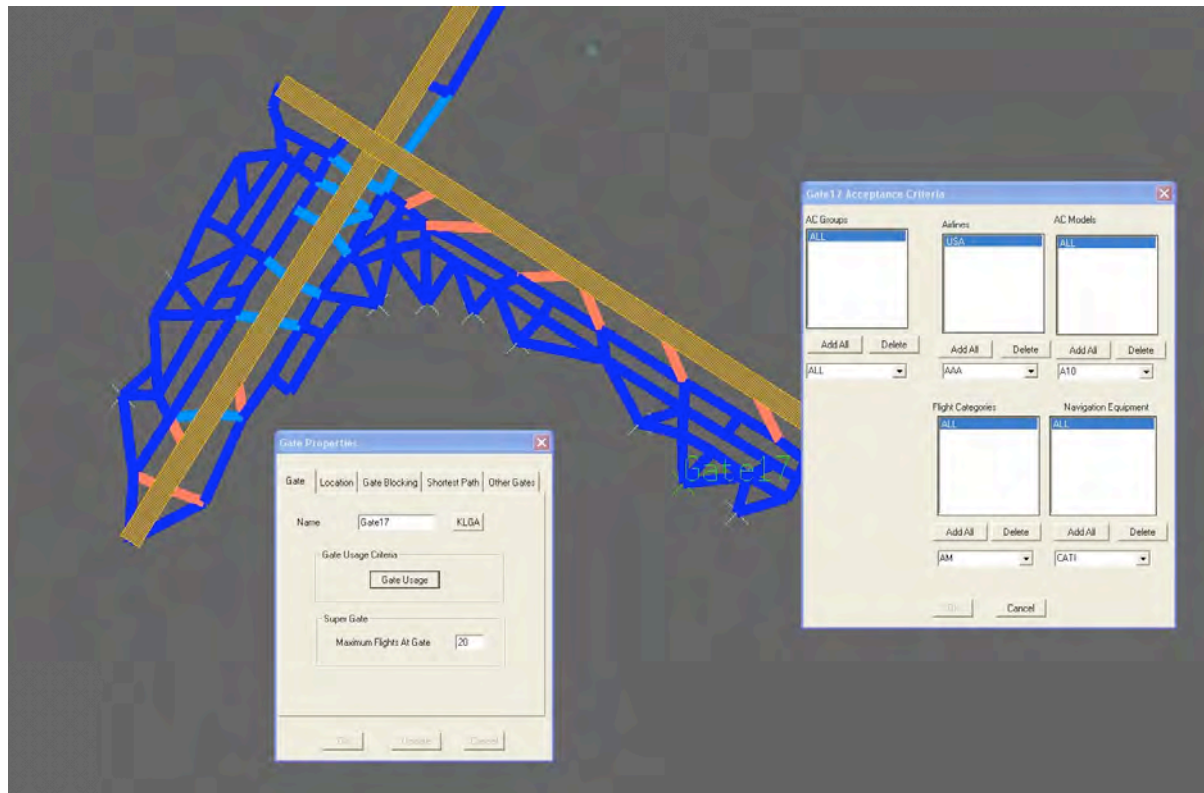 Gate17 Acceptance Criteria
AC Groups
Airlines
AC Models
ALL
USA
ALL
Add All Delete
Add All Delete
Add All Delete
ALL
AAA
A10
Flight Categories
Navigation Equipment
ALL
ALL
Add All Delete
Add All Delete
AM
CATI
Cancel
Gate17
Gate Properties
Gate Location Gate Blocking Shortest Path Other Gates
Name Gate17 KLGA
Gate Usage Criteria
Gate Usage
Super Gate
Maximum Flights At Gate 20
Update Cancel